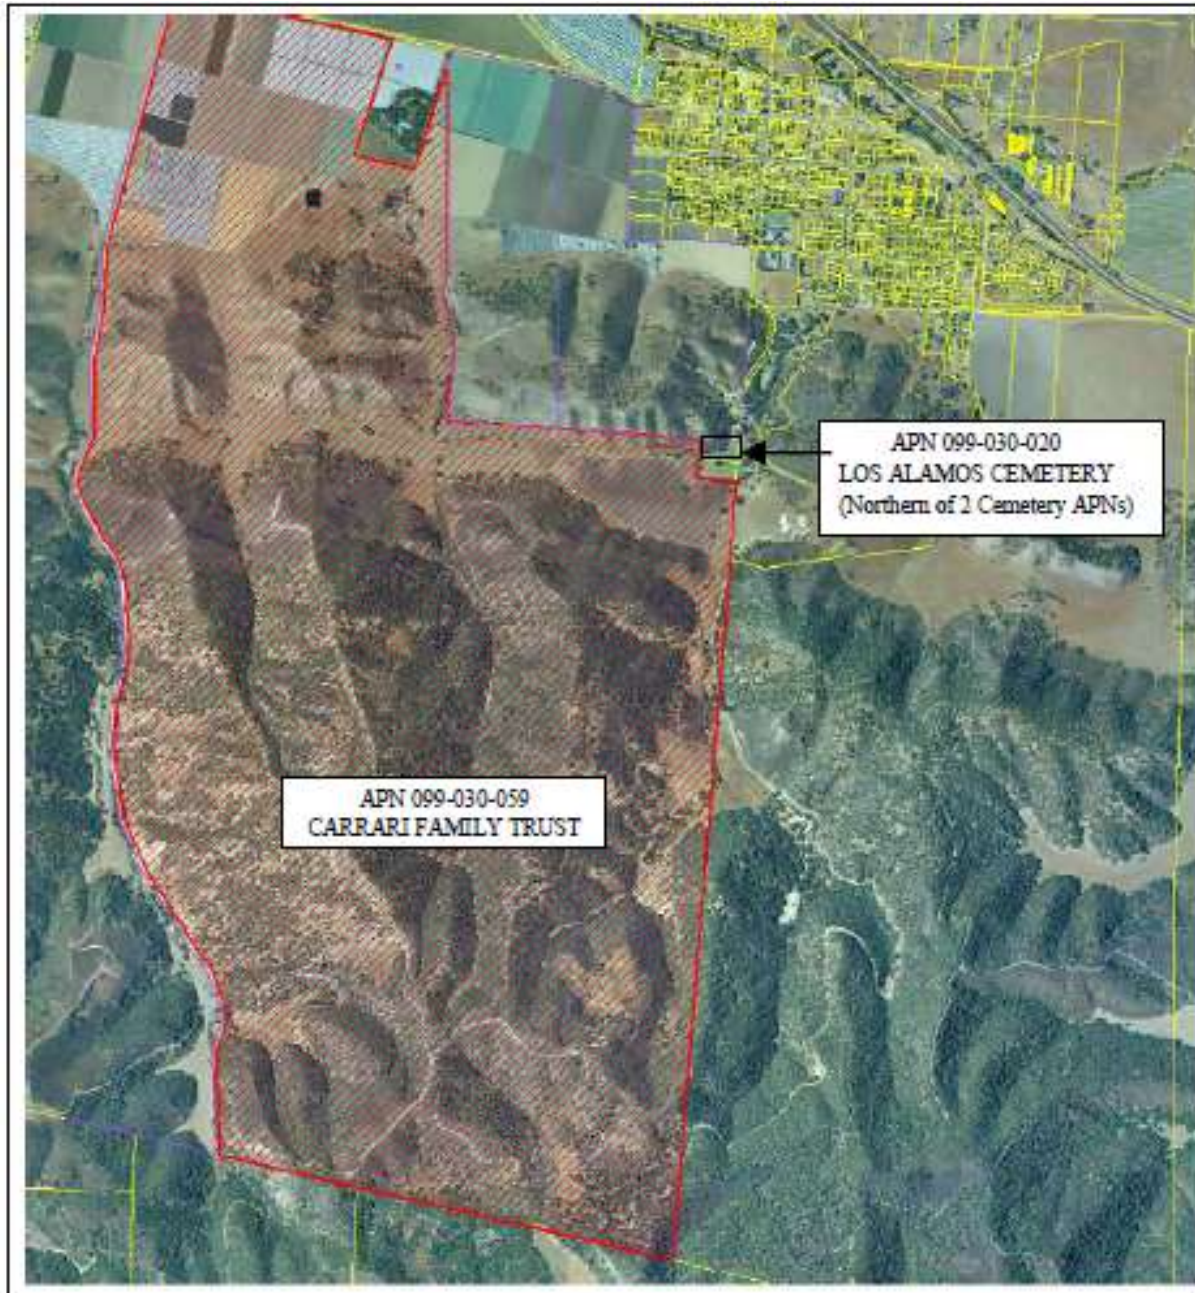 APN 099-030-020
LOS ALAMOS CEMETERY
(Northern of 2 Cemetery APNs)
APN 099-030-059
CARRARI FAMILY TRUST